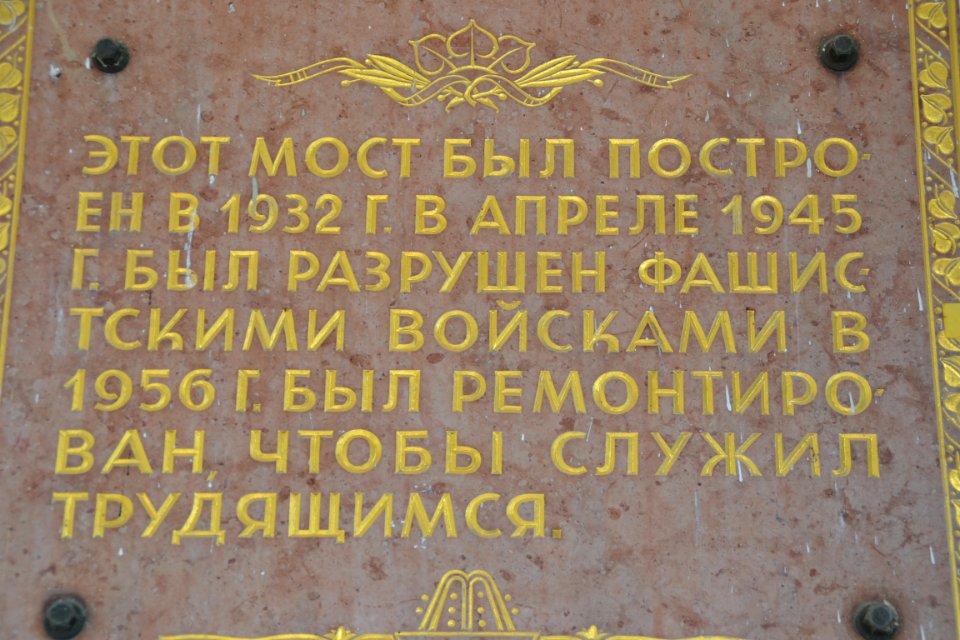 ЭТОТ МОСТ БЫЛ ПОСТРО-
ЕН В 1932 Г. В АПРЕЛЕ 1945
Г. БЫЛ РАЗРУШЕН ФАШИС-
ТСКИМИ ВОЙСКАМИ В
1956 Г. БЫЛ РЕМОНТИРО-
ВАН, ЧТОБЫ СЛУЖИЛ
ТРУДЯЩИМСЯ.